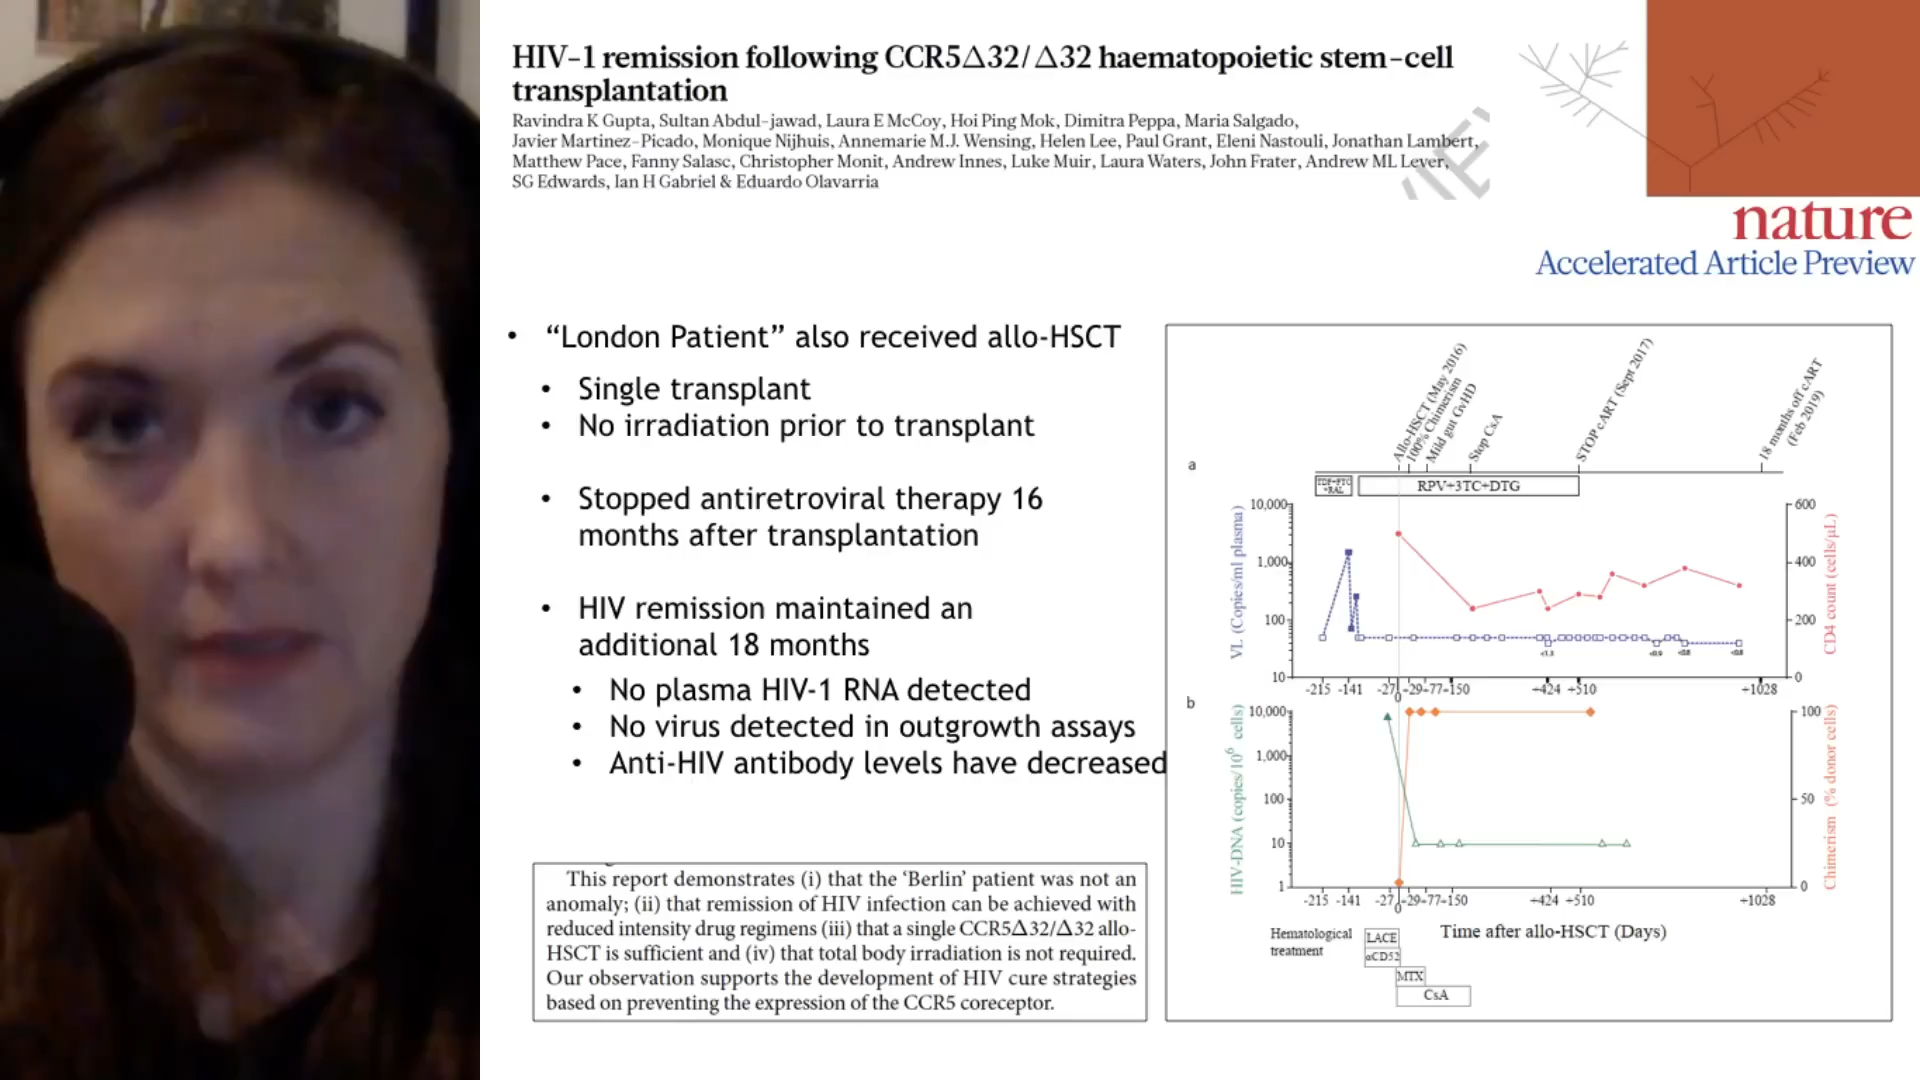 HIV-1 remission following CCR5Δ32/Δ32 haematopoietic stem-cell
transplantation
Ravindra K Gupta, Sultan Abdul-jawad, Laura E McCoy, Hoi Ping Mok, Dimitra Peppa, Maria Salgado,
Javier Martinez-Picado, Monique Nijhuis, Annemarie M.J. Wensing, Helen Lee, Paul Grant, Eleni Nastouli, Jonathan Lambert,
Matthew Pace, Fanny Salasc, Christopher Monit, Andrew Innes, Luke Muir, Laura Waters, John Frater, Andrew ML Lever,
SG Edwards, Ian H Gabriel & Eduardo Olavarria
nature
Accelerated Article Preview
• “London Patient” also received allo-HSCT
• Single transplant
• No irradiation prior to transplant
• Stopped antiretroviral therapy 16
months after transplantation
• HIV remission maintained an
additional 18 months
• No plasma HIV-1 RNA detected
• No virus detected in outgrowth assays
• Anti-HIV antibody levels have decreased
This report demonstrates (i) that the ‘Berlin’ patient was not an
anomaly; (ii) that remission of HIV infection can be achieved with
reduced intensity drug regimens (iii) that a single CCR5Δ32/Δ32 allo-
HSCT is sufficient and (iv) that total body irradiation is not required.
Our observation supports the development of HIV cure strategies
based on preventing the expression of the CCR5 coreceptor.
Allo-HSCT (May 2016)
100% Chimerism
Mild gut GvHD
Stop CsA
STOP cART (Sept 2017)
18 months off cART
(Feb 2019)
a
TDF+FTC
+RAL
RPV+3TC+DTG
VL (Copies/ml plasma)
10,000
1,000
100
10
600
400
200
0
CD4 count (cells/μL)
<1.3
-215 -141 -27 0 +29 +77 +150 +424 +510 +1028
b
HIV-DNA (copies/10⁶ cells)
10,000
1,000
100
10
1
100
50
0
Chimerism (% donor cells)
-215 -141 -27 0 +29 +77 +150 +424 +510 +1028
Time after allo-HSCT (Days)
Hematological
treatment
LACE
αCD52
MTX
CsA